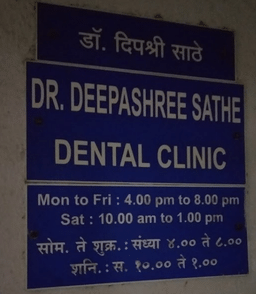 डॉ. दिपश्री साठे
DR. DEEPASHREE SATHE
DENTAL CLINIC
Mon to Fri : 4.00 pm to 8.00 pm
Sat : 10.00 am to 1.00 pm
सोम. ते शुक्र. : संध्या ४.०० ते ८.००
शनि. : स. १०.०० ते १.००